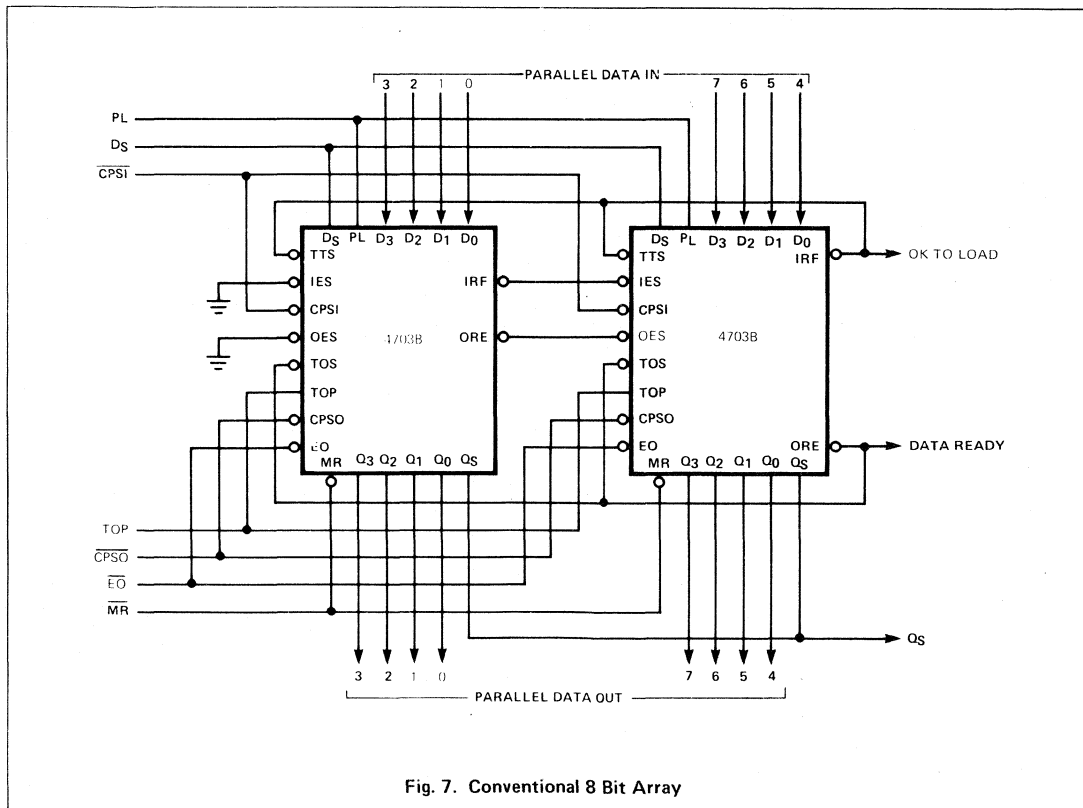 PARALLEL DATA IN
3 2 1 0 7 6 5 4
PL
DS
CPSI
DS PL D3 D2 D1 D0
TTS
IES
CPSI
OES
TOS
TOP
CPSO
EO
IRF
ORE
4703B
MR Q3 Q2 Q1 Q0 QS
DS PL D3 D2 D1 D0
TTS
IES
CPSI
OES
TOS
TOP
CPSO
EO
IRF
ORE
4703B
MR Q3 Q2 Q1 Q0 QS
OK TO LOAD
DATA READY
TOP
CPSO
EO
MR
QS
3 2 1 0 7 6 5 4
PARALLEL DATA OUT
Fig. 7. Conventional 8 Bit Array